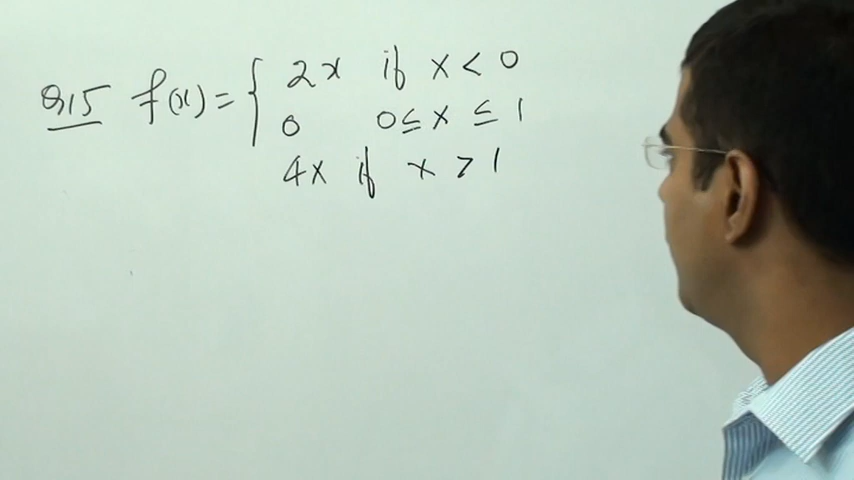 Q15 f(x) = { 2x if x < 0
0 0 ≤ x ≤ 1
4x if x > 1